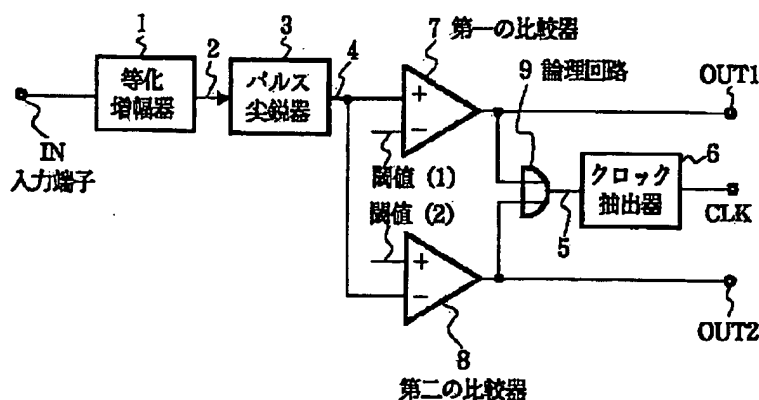 1
等化
増幅器
2
3
パルス
尖鋭器
4
7 第一の比較器
9 論理回路
OUT1
IN
入力端子
+
−
閾値 (1)
閾値 (2)
+
−
5
6
クロック
抽出器
CLK
OUT2
8
第二の比較器